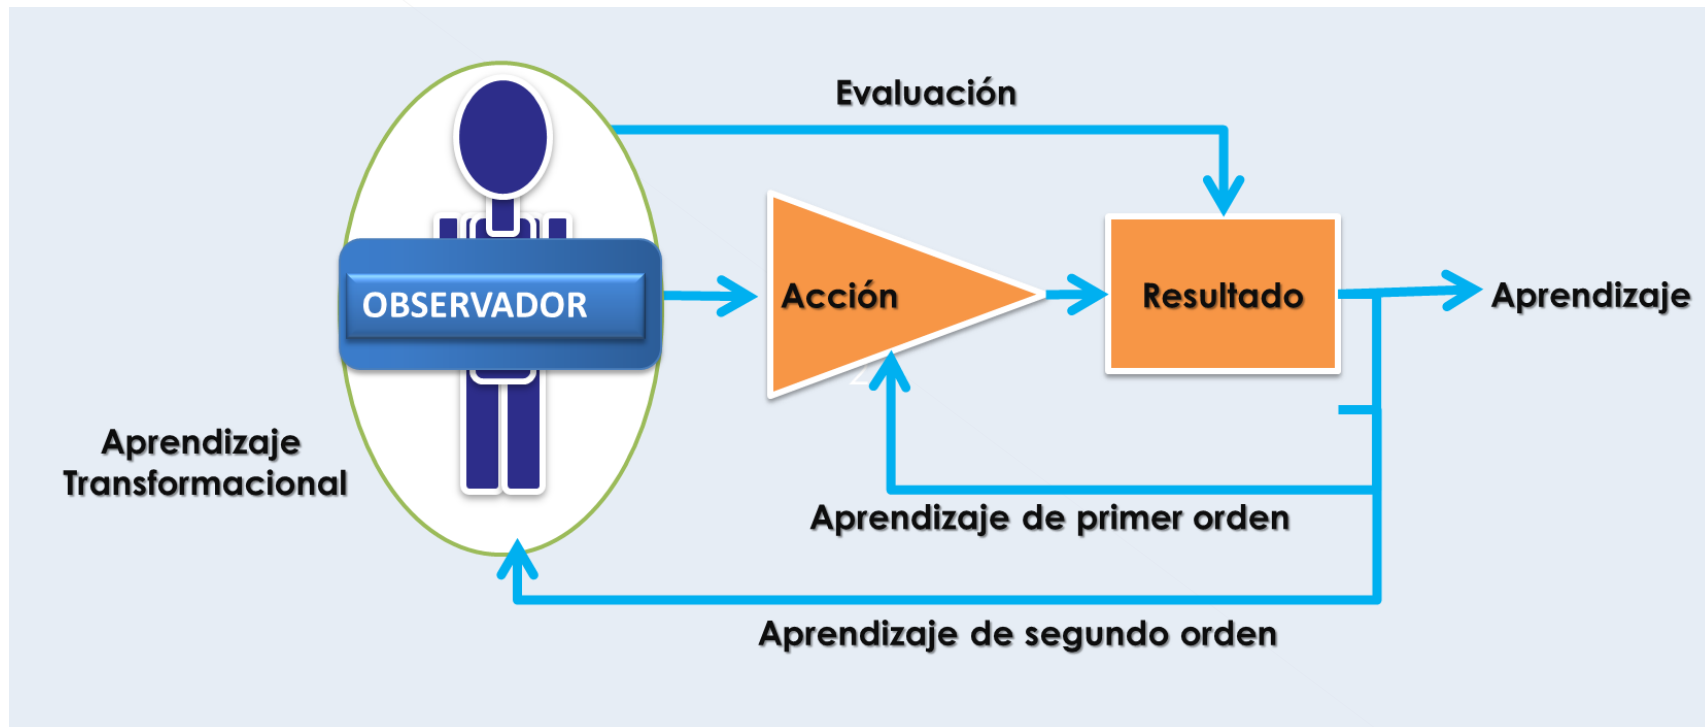 Evaluación
OBSERVADOR
Acción
Resultado
Aprendizaje
Aprendizaje
Transformacional
Aprendizaje de primer orden
Aprendizaje de segundo orden